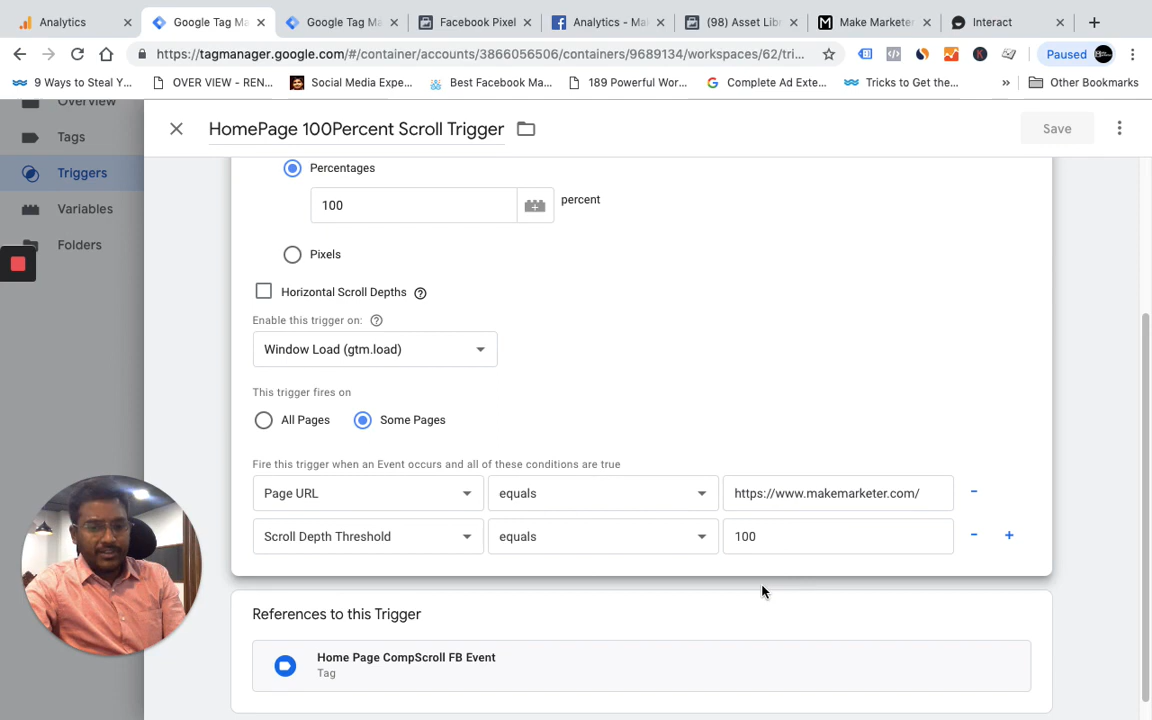 Analytics
Google Tag Ma
Google Tag Ma
Facebook Pixel
Analytics - Ma
(98) Asset Lib
Make Marketer
Interact
https://tagmanager.google.com/#/container/accounts/3866056506/containers/9689134/workspaces/62/tri...
Paused
9 Ways to Steal Y...
OVER VIEW - REN...
Social Media Expe...
Best Facebook Ma...
189 Powerful Wor...
Complete Ad Exte...
Tricks to Get the...
»
Other Bookmarks
Overview
Tags
Triggers
Variables
Folders
HomePage 100Percent Scroll Trigger
Save
Percentages
100
percent
Pixels
Horizontal Scroll Depths
Enable this trigger on:
Window Load (gtm.load)
This trigger fires on
All Pages
Some Pages
Fire this trigger when an Event occurs and all of these conditions are true
Page URL equals https://www.makemarketer.com/ -
Scroll Depth Threshold equals 100 - +
References to this Trigger
Home Page CompScroll FB Event
Tag